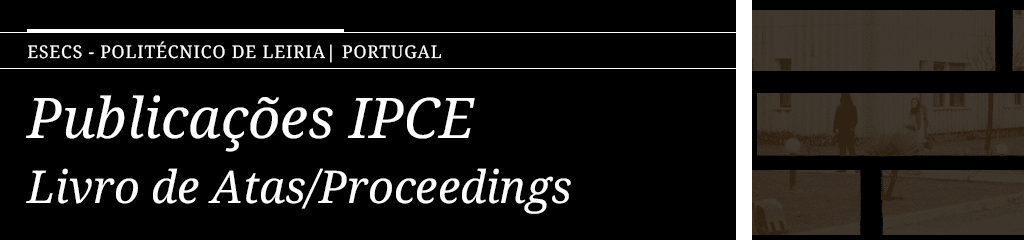 ESECS - POLITÉCNICO DE LEIRIA| PORTUGAL
Publicações IPCE
Livro de Atas/Proceedings